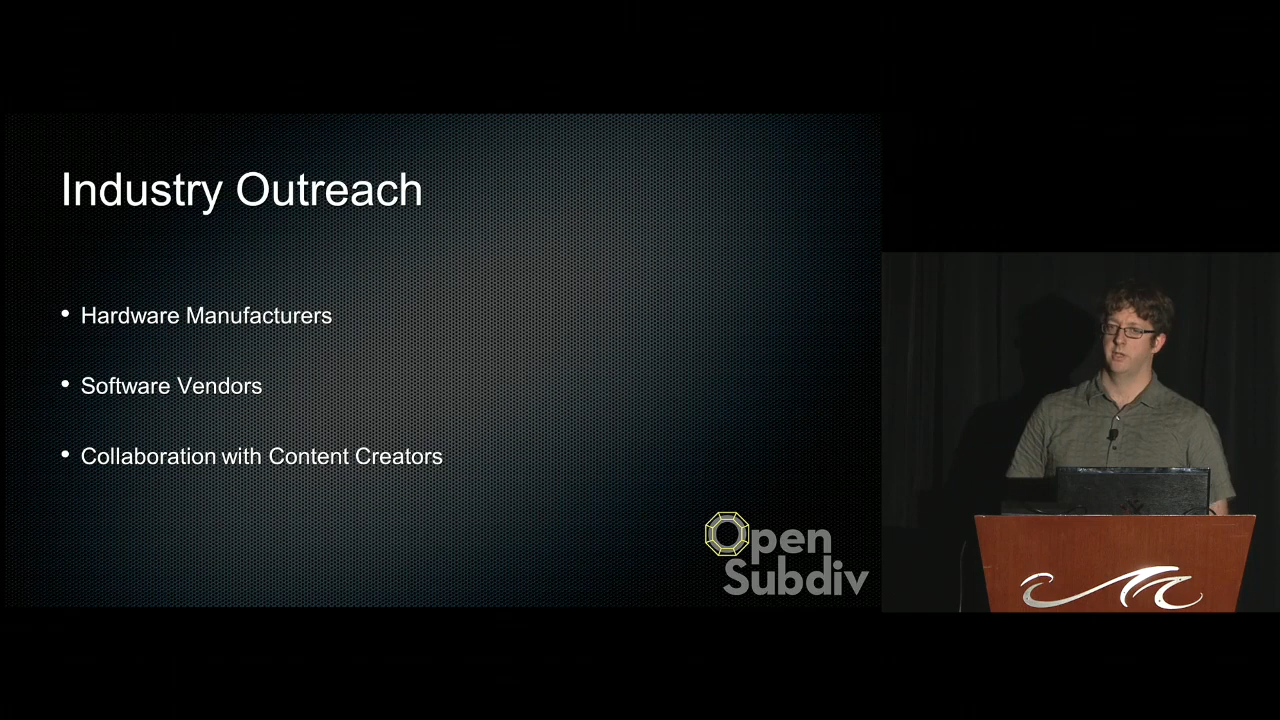 Industry Outreach
• Hardware Manufacturers
• Software Vendors
• Collaboration with Content Creators
Open
Subdiv